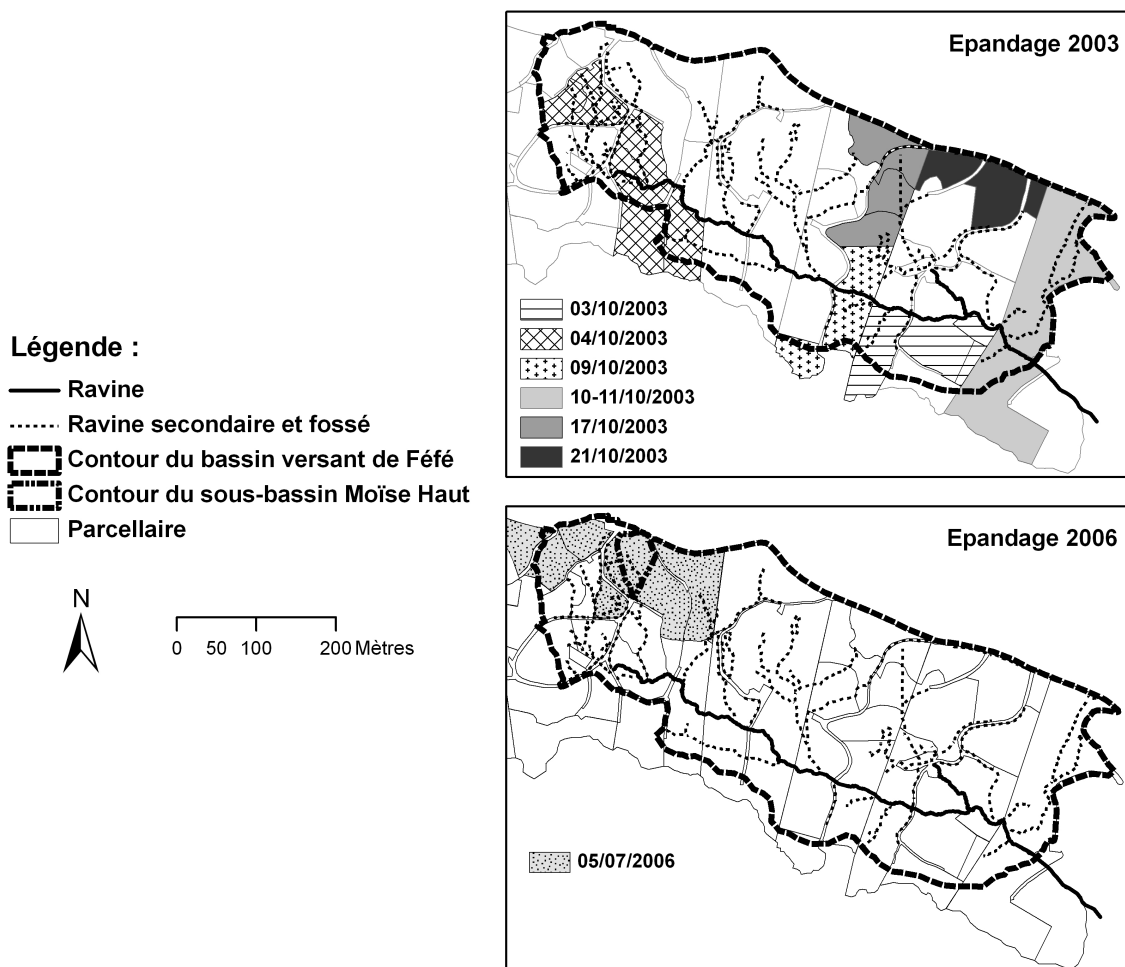 Epandage 2003
03/10/2003
04/10/2003
09/10/2003
10-11/10/2003
17/10/2003
21/10/2003
Légende :
Ravine
Ravine secondaire et fossé
Contour du bassin versant de Féfé
Contour du sous-bassin Moïse Haut
Parcellaire
N
0 50 100 200 Mètres
Epandage 2006
05/07/2006